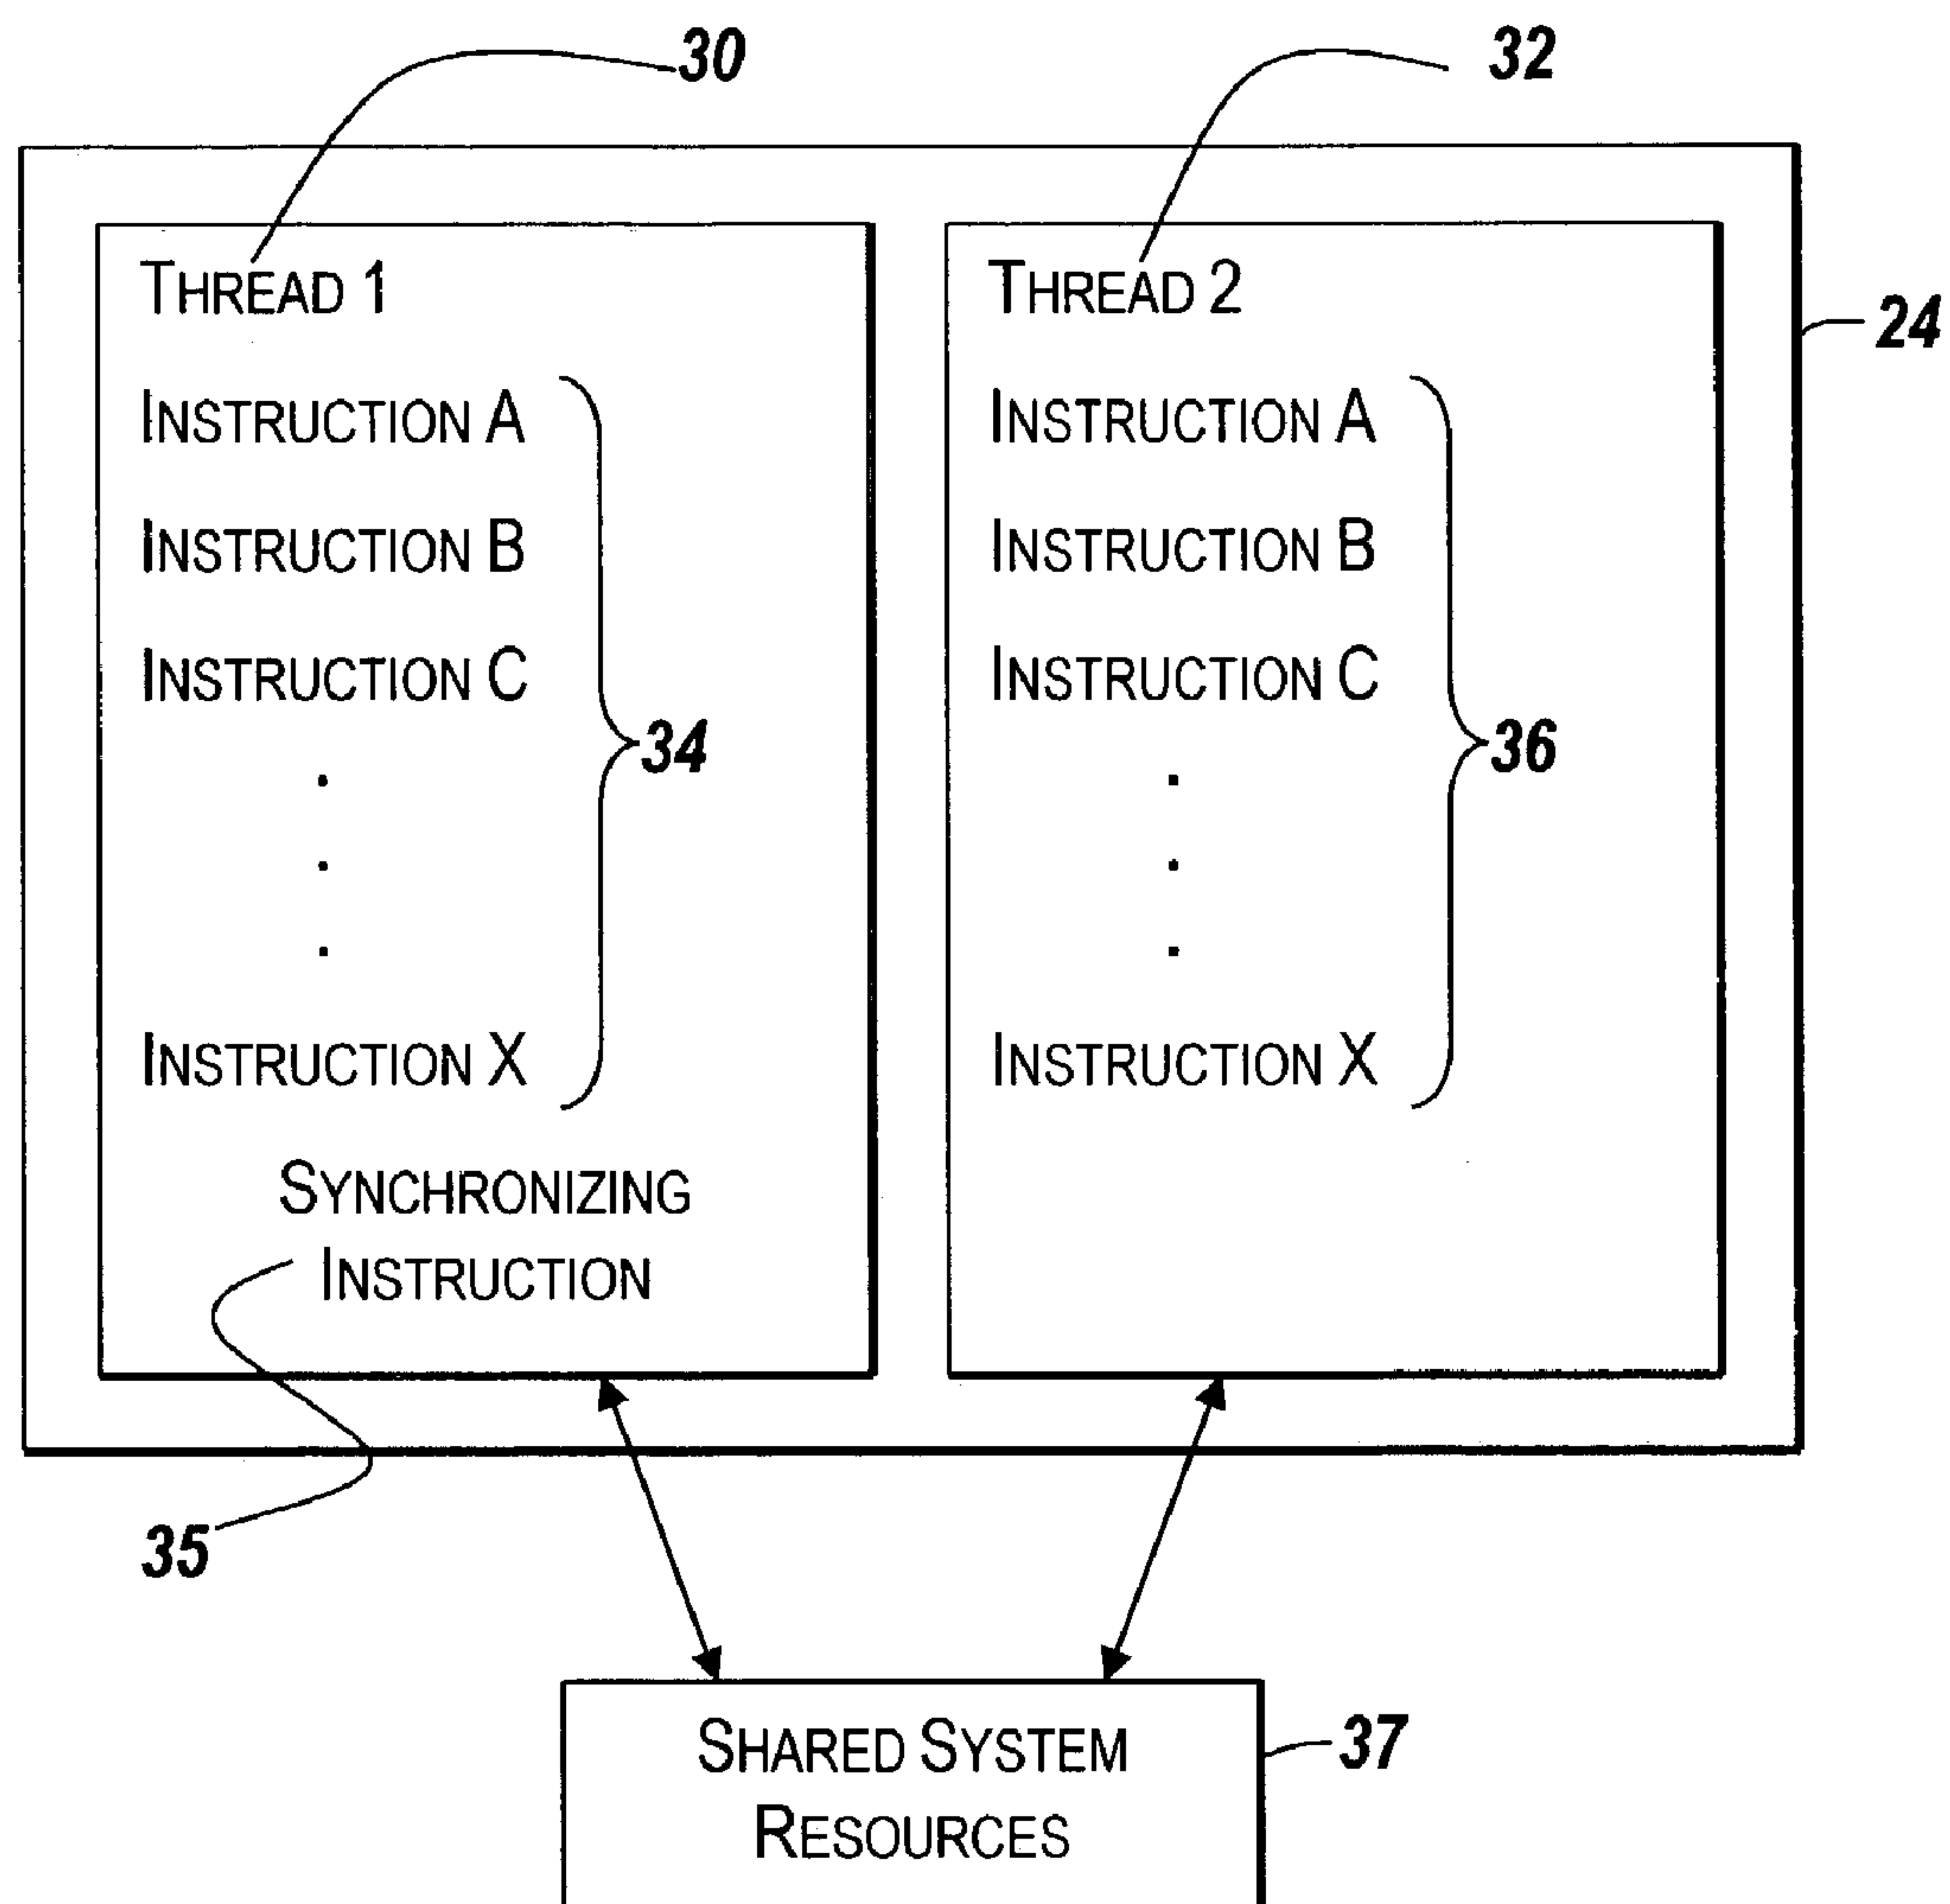 30
32
THREAD 1
INSTRUCTION A
INSTRUCTION B
INSTRUCTION C
.
.
.
INSTRUCTION X
34
SYNCHRONIZING
INSTRUCTION
35
THREAD 2
INSTRUCTION A
INSTRUCTION B
INSTRUCTION C
.
.
.
INSTRUCTION X
36
24
SHARED SYSTEM
RESOURCES
37